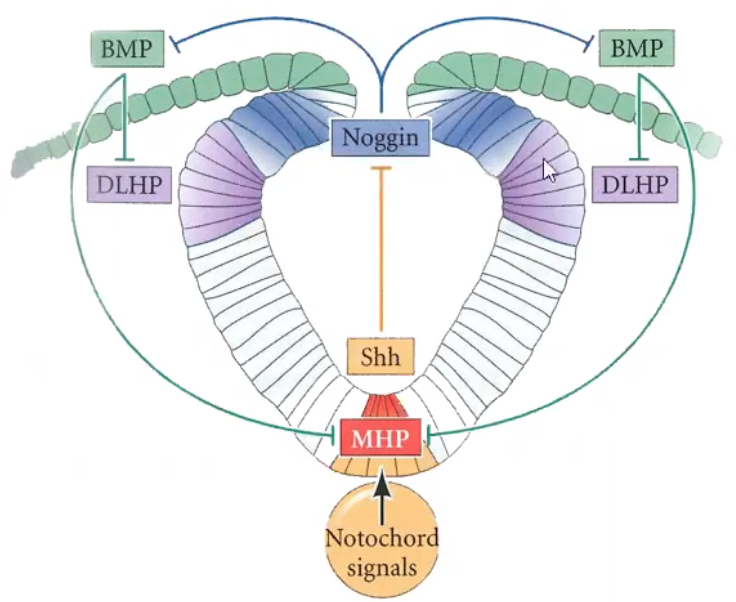 BMP
BMP
Noggin
DLHP
DLHP
Shh
MHP
Notochord
signals